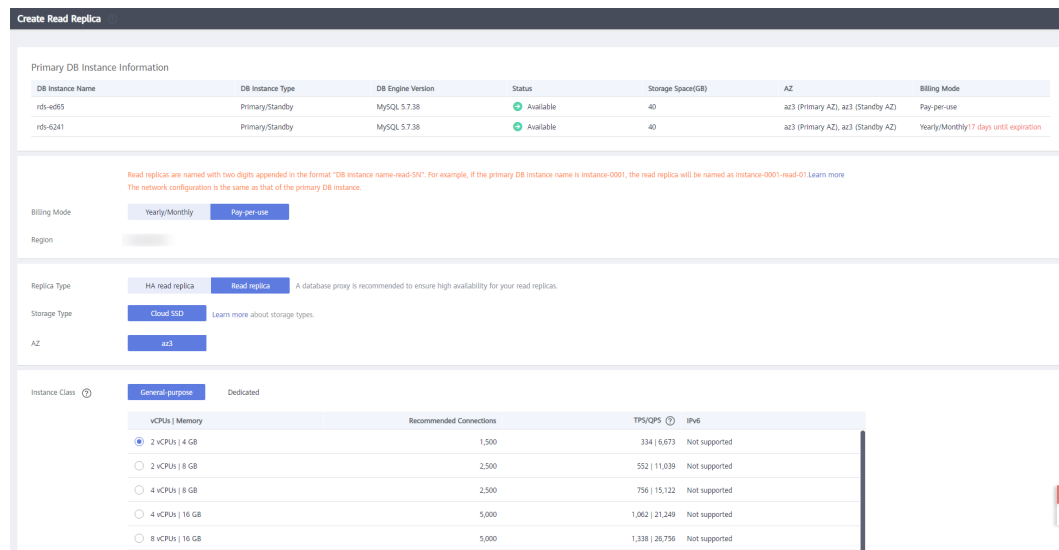 Create Read Replica
Primary DB Instance Information
DB Instance Name DB Instance Type DB Engine Version Status Storage Space(GB) AZ Billing Mode
rds-ed65 Primary/Standby MySQL 5.7.38 Available 40 az3 (Primary AZ), az3 (Standby AZ) Pay-per-use
rds-6241 Primary/Standby MySQL 5.7.38 Available 40 az3 (Primary AZ), az3 (Standby AZ) Yearly/Monthly17 days until expiration
Read replicas are named with two digits appended in the format "DB instance name-read-SN". For example, if the primary DB instance name is instance-0001, the read replica will be named as instance-0001-read-01.Learn more
The network configuration is the same as that of the primary DB instance.
Billing Mode Yearly/Monthly Pay-per-use
Region
Replica Type HA read replica Read replica A database proxy is recommended to ensure high availability for your read replicas.
Storage Type Cloud SSD Learn more about storage types.
AZ az3
Instance Class ? General-purpose Dedicated
vCPUs | Memory Recommended Connections TPS/QPS ? IPv6
2 vCPUs | 4 GB 1,500 334 | 6,673 Not supported
2 vCPUs | 8 GB 2,500 552 | 11,039 Not supported
4 vCPUs | 8 GB 2,500 756 | 15,122 Not supported
4 vCPUs | 16 GB 5,000 1,062 | 21,249 Not supported
8 vCPUs | 16 GB 5,000 1,338 | 26,756 Not supported